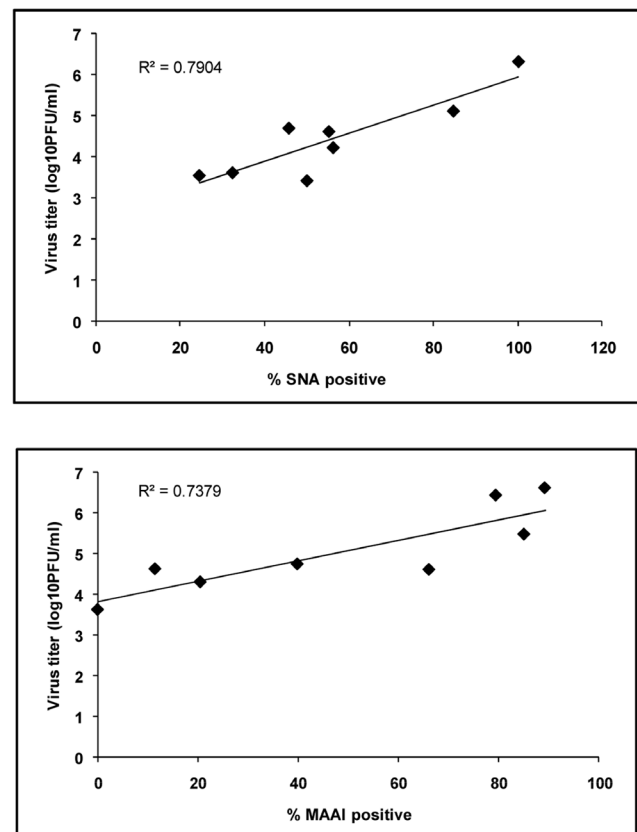 7
R² = 0.7904
6
5
4
3
2
1
0
Virus titer (log10PFU/ml)
0 20 40 60 80 100 120
% SNA positive
7
R² = 0.7379
6
5
4
3
2
1
0
Virus titer (log10PFU/ml)
0 20 40 60 80 100
% MAAI positive